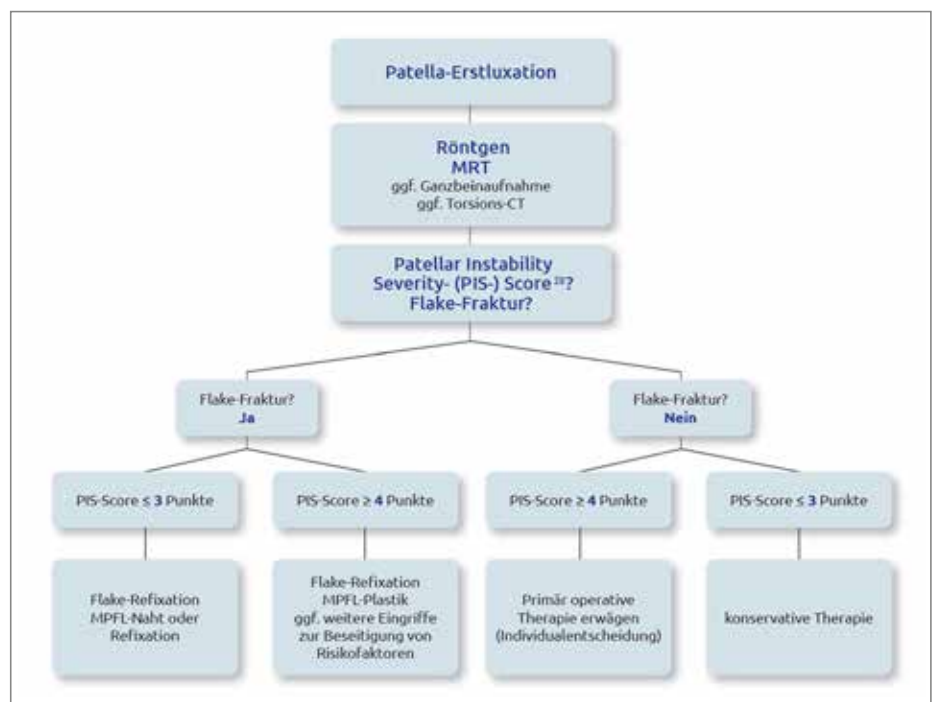 Patella-Erstluxation
Röntgen
MRT
ggf. Ganzbeinaufnahme
ggf. Torsions-CT
Patellar Instability
Severity- (PIS-) Score?
Flake-Fraktur?
Flake-Fraktur?
Ja
Flake-Fraktur?
Nein
PIS-Score ≤ 3 Punkte
PIS-Score ≥ 4 Punkte
PIS-Score ≥ 4 Punkte
PIS-Score ≤ 3 Punkte
Flake-Refixation
MPFL-Naht oder
Refixation
Flake-Refixation
MPFL-Plastik
ggf. weitere Eingriffe
zur Beseitigung von
Risikofaktoren
Primär operative
Therapie erwägen
(Individualentscheidung)
konservative Therapie